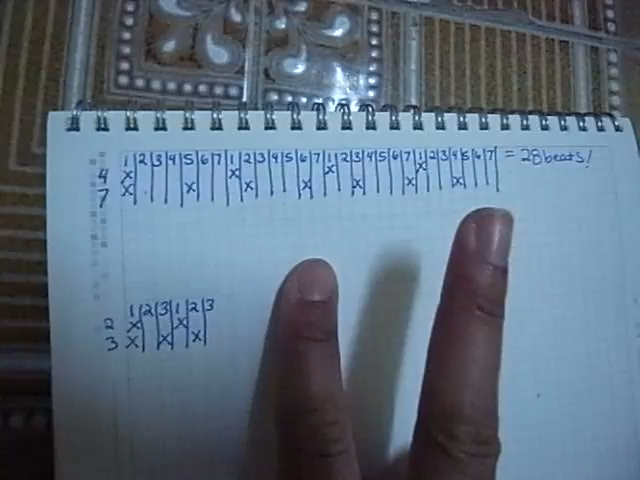 1 2 3 4 5 6 7 1 2 3 4 5 6 7 1 2 3 4 5 6 7 1 2 3 4 5 6 7 = 28 beats!
4 x x x x
7 x x x x x x x
1 2 3 1 2 3
2 x x
3 x x x